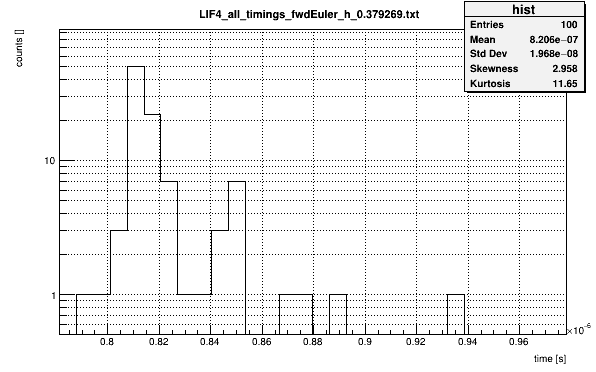 LIF4_all_timings_fwdEuler_h_0.379269.txt
hist
Entries 100
Mean 8.206e−07
Std Dev 1.968e−08
Skewness 2.958
Kurtosis 11.65
counts []
10
1
0.8 0.82 0.84 0.86 0.88 0.9 0.92 0.94 0.96
×10−6
time [s]